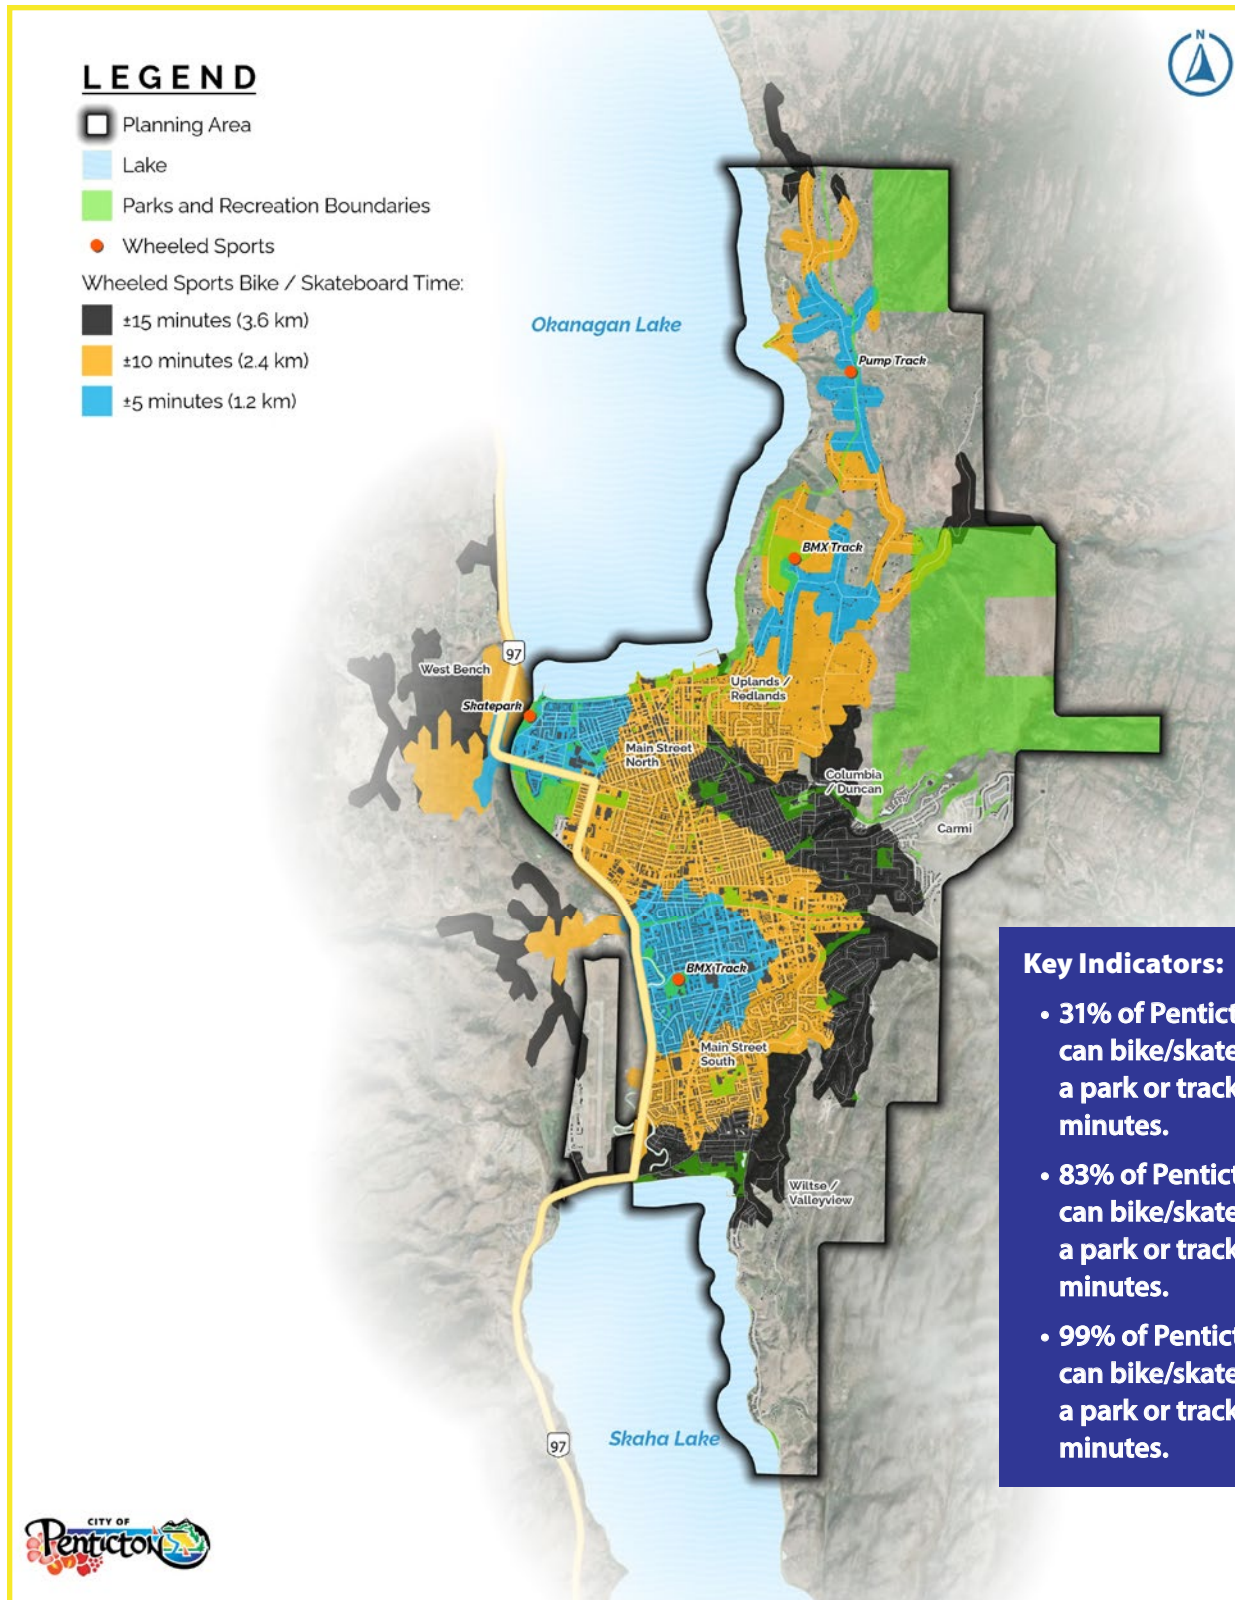 LEGEND
Planning Area
Lake
Parks and Recreation Boundaries
Wheeled Sports
Wheeled Sports Bike / Skateboard Time:
±15 minutes (3.6 km)
±10 minutes (2.4 km)
±5 minutes (1.2 km)
N
Okanagan Lake
Pump Track
BMX Track
97
West Bench
Skatepark
Uplands /
Redlands
Main Street
North
Columbia
/ Duncan
Carmi
BMX Track
Main Street
South
Wiltse /
Valleyview
97
Skaha Lake
Key Indicators:
• 31% of Pentict
can bike/skate
a park or track
minutes.
• 83% of Pentict
can bike/skate
a park or track
minutes.
• 99% of Pentict
can bike/skate
a park or track
minutes.
CITY OF
Penticton